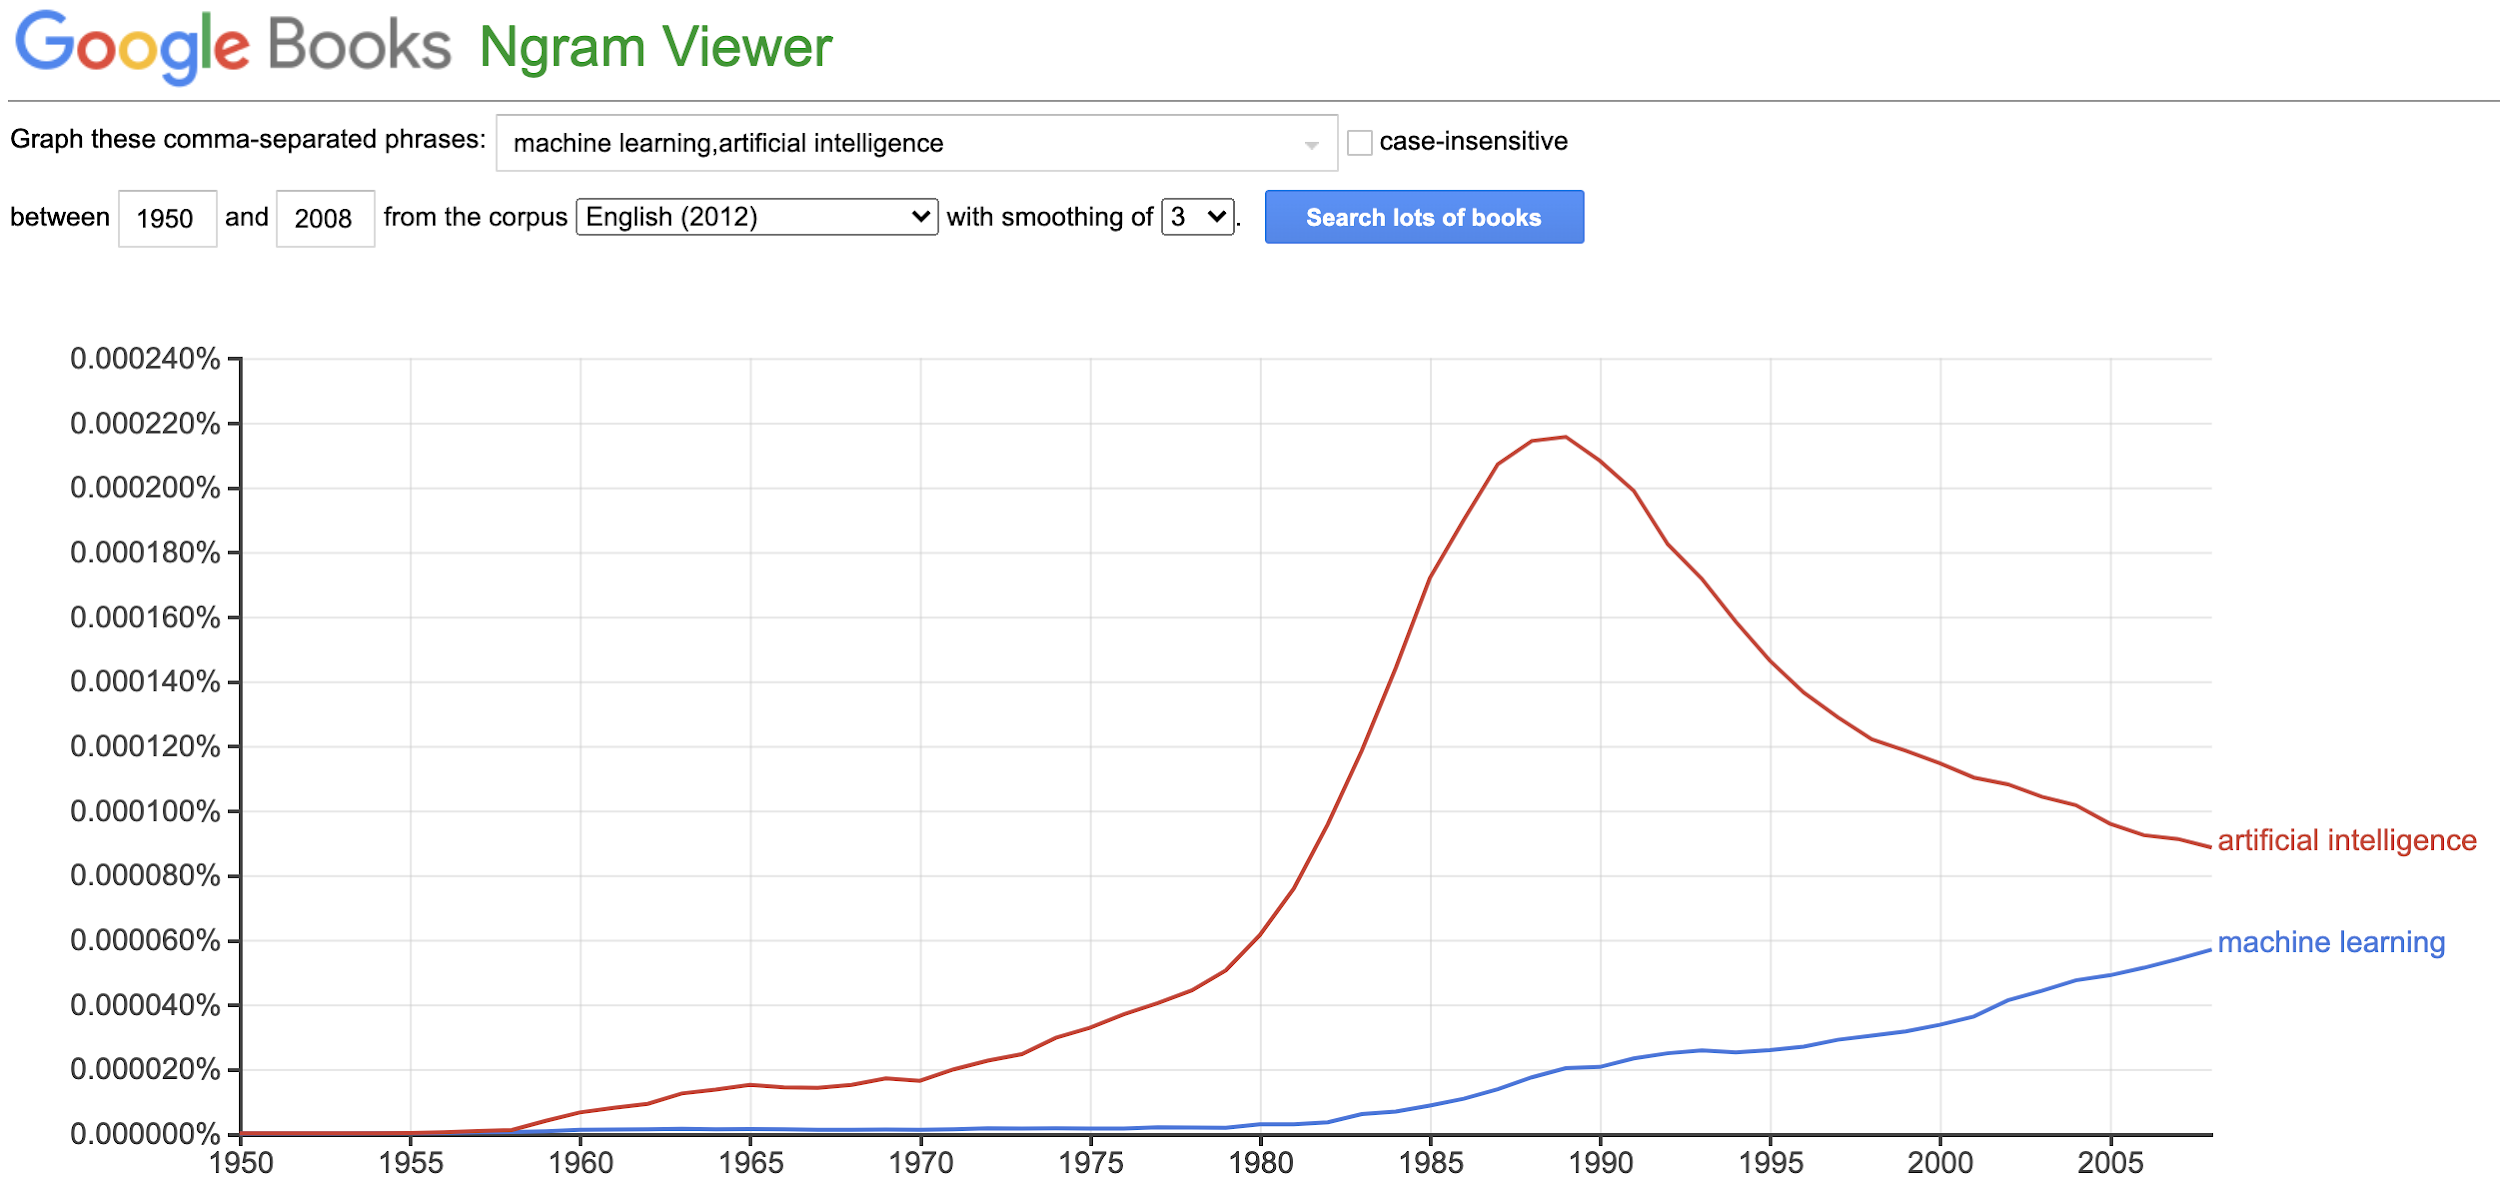 Google Books Ngram Viewer
Graph these comma-separated phrases: machine learning,artificial intelligence case-insensitive
between 1950 and 2008 from the corpus English (2012) with smoothing of 3. Search lots of books
0.000240%
0.000220%
0.000200%
0.000180%
0.000160%
0.000140%
0.000120%
0.000100%
0.000080%
0.000060%
0.000040%
0.000020%
0.000000%
artificial intelligence
machine learning
1950 1955 1960 1965 1970 1975 1980 1985 1990 1995 2000 2005